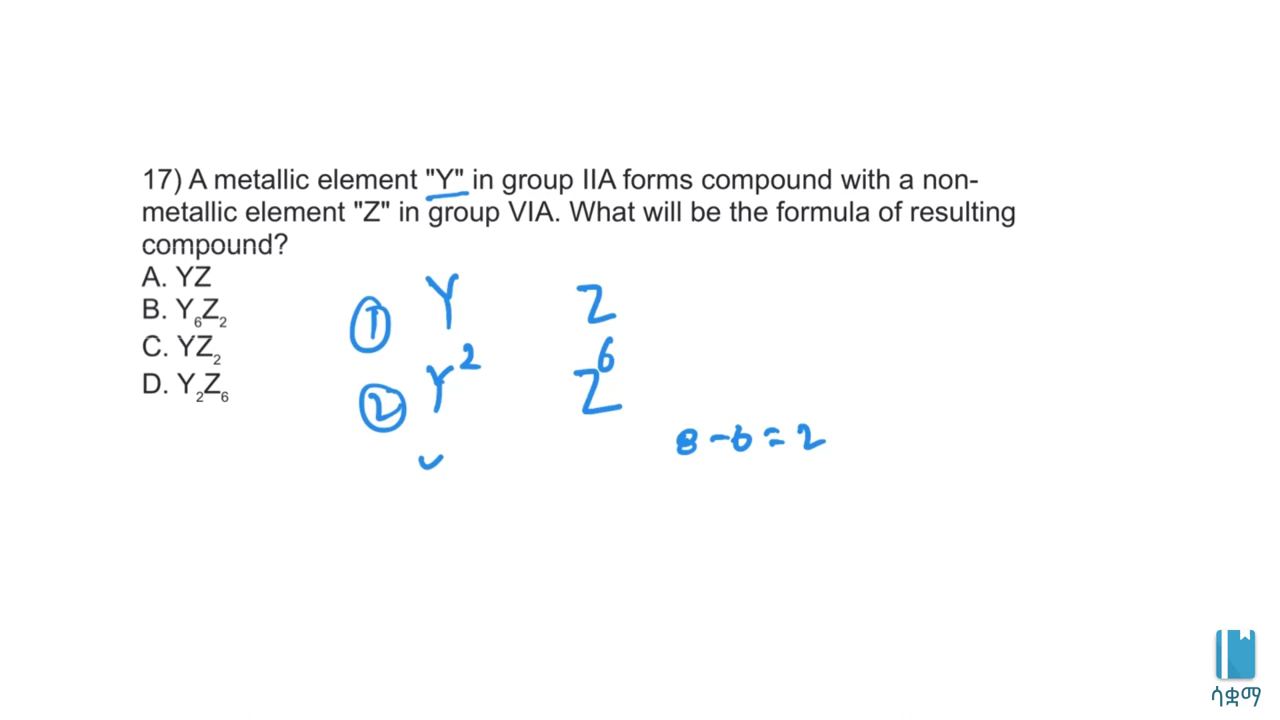 17) A metallic element "Y" in group IIA forms compound with a non-
metallic element "Z" in group VIA. What will be the formula of resulting
compound?
A. YZ
B. Y₆Z₂
C. YZ₂
D. Y₂Z₆
① Y Z
② Y² Z⁶
8-6=2
ሳቋማ